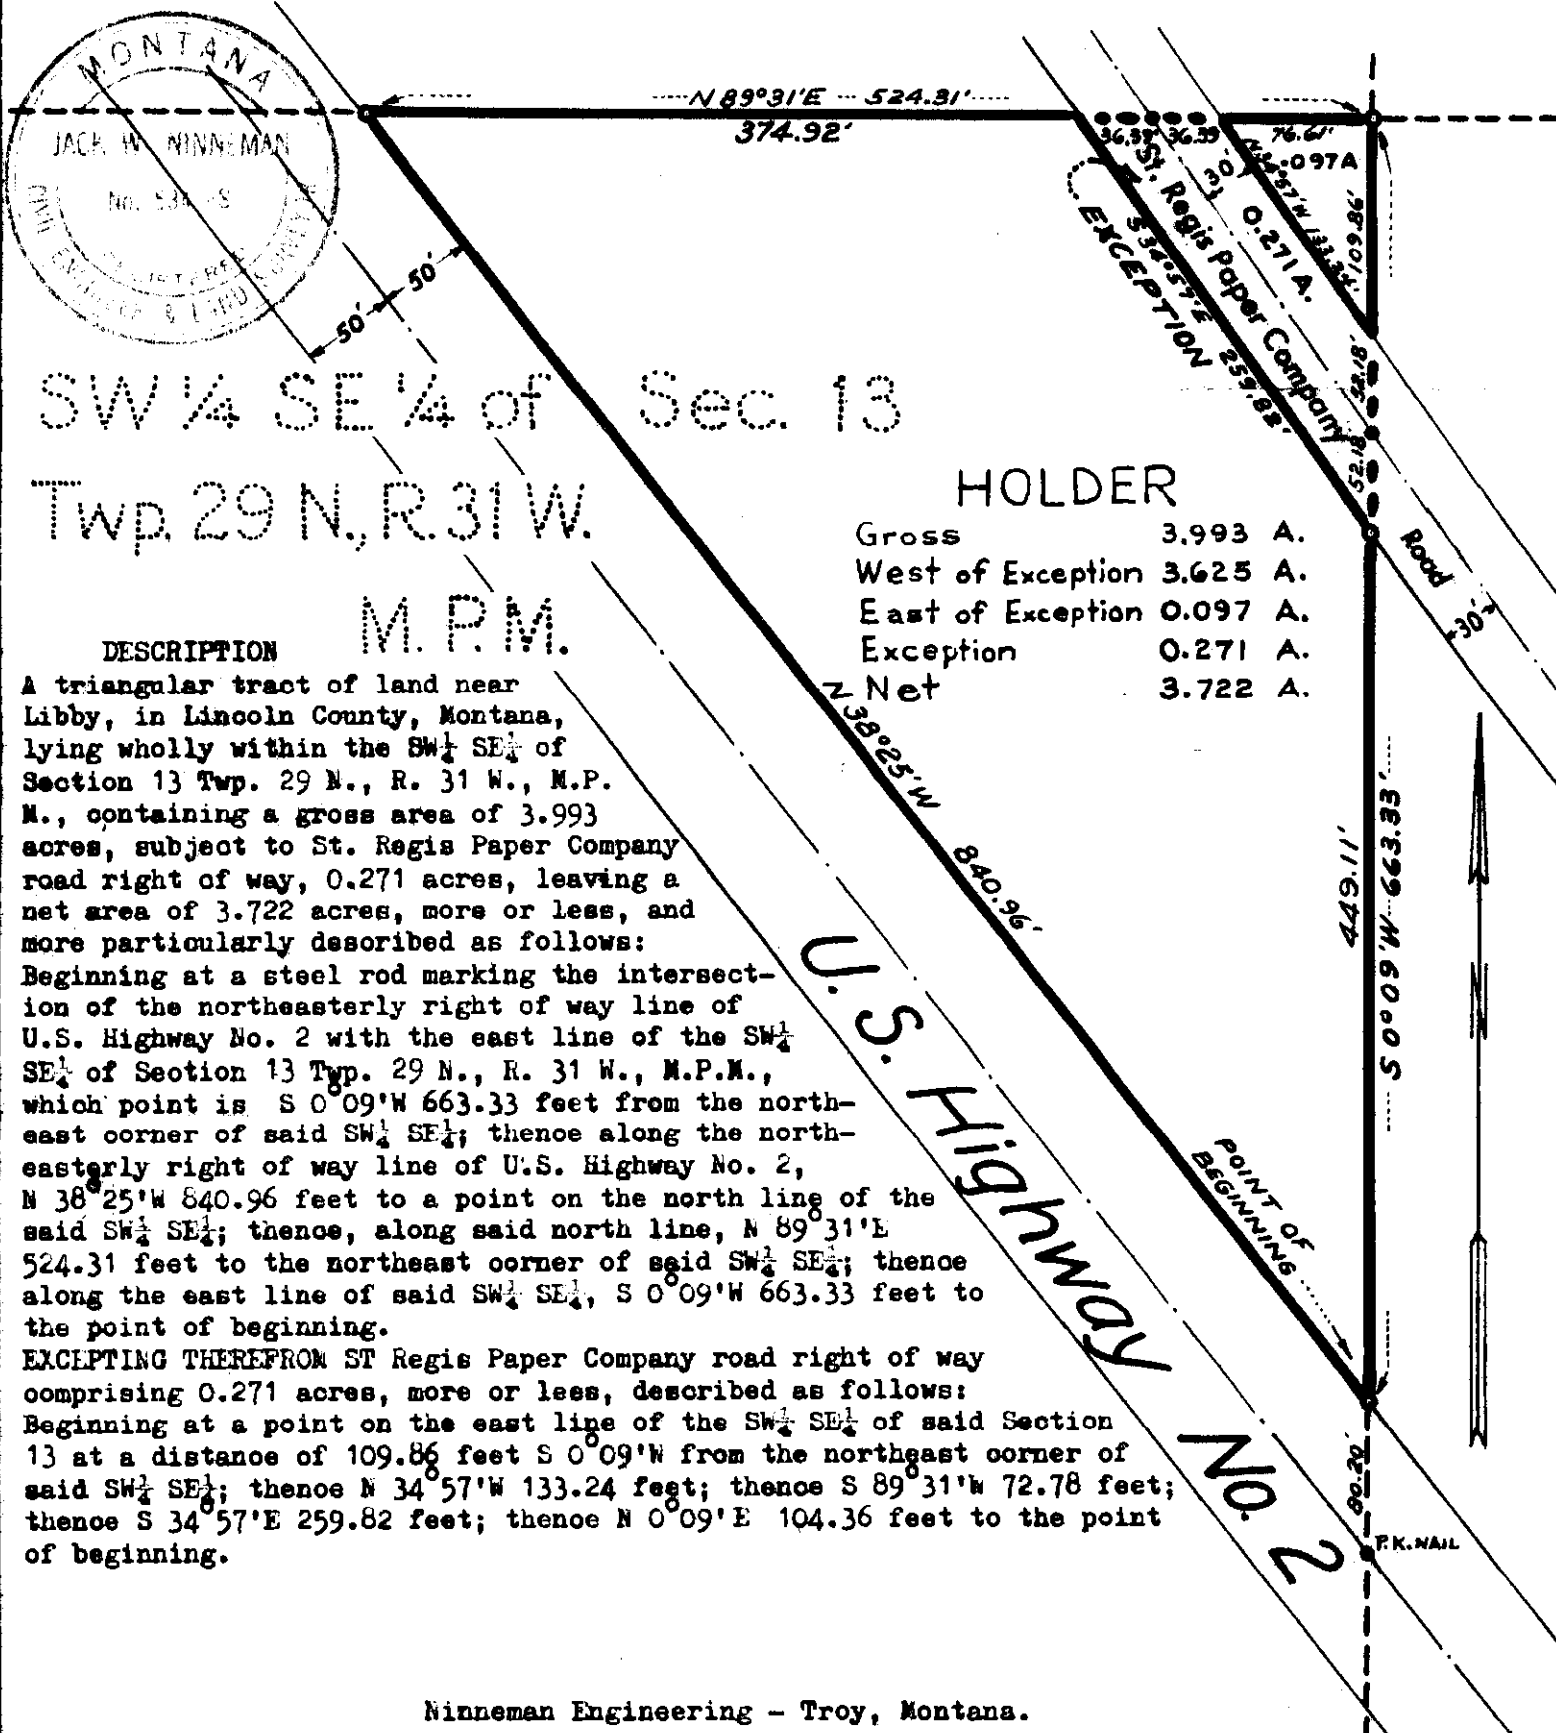 MONTANA
JACK W. NINNEMAN
No. 534-S
REGISTERED
CIVIL ENGINEER & LAND SURVEYOR
N 89°31'E 524.31'
374.92'
36.39' 36.39 76.61'
.097A
N 34°57'W 133.24'
109.86'
30'
0.271 A.
St. Regis Paper Company
Road
30'
EXCEPTION
S 34°57'E 259.82'
52.18'
52.18
50'
50'
SW ¼ SE ¼ of Sec. 13
Twp. 29 N., R. 31 W.
M. P. M.
HOLDER
Gross 3.993 A.
West of Exception 3.625 A.
East of Exception 0.097 A.
Exception 0.271 A.
Net 3.722 A.
N 38°25'W 840.96'
449.11'
S 0°09'W 663.33'
N
U.S. Highway No. 2
POINT OF
BEGINNING
80.20'
P.K. NAIL
DESCRIPTION
A triangular tract of land near
Libby, in Lincoln County, Montana,
lying wholly within the SW¼ SE¼ of
Section 13 Twp. 29 N., R. 31 W., M.P.
M., containing a gross area of 3.993
acres, subject to St. Regis Paper Company
road right of way, 0.271 acres, leaving a
net area of 3.722 acres, more or less, and
more particularly described as follows:
Beginning at a steel rod marking the intersect-
ion of the northeasterly right of way line of
U.S. Highway No. 2 with the east line of the SW¼
SE¼ of Section 13 Twp. 29 N., R. 31 W., M.P.M.,
which point is S 0°09'W 663.33 feet from the north-
east corner of said SW¼ SE¼; thence along the north-
easterly right of way line of U.S. Highway No. 2,
N 38°25'W 840.96 feet to a point on the north line of the
said SW¼ SE¼; thence, along said north line, N 89°31'E
524.31 feet to the northeast corner of said SW¼ SE¼; thence
along the east line of said SW¼ SE¼, S 0°09'W 663.33 feet to
the point of beginning.
EXCEPTING THEREFROM ST Regis Paper Company road right of way
comprising 0.271 acres, more or less, described as follows:
Beginning at a point on the east line of the SW¼ SE¼ of said Section
13 at a distance of 109.86 feet S 0°09'W from the northeast corner of
said SW¼ SE¼; thence N 34°57'W 133.24 feet; thence S 89°31'W 72.78 feet;
thence S 34°57'E 259.82 feet; thence N 0°09'E 104.36 feet to the point
of beginning.
Ninneman Engineering - Troy, Montana.